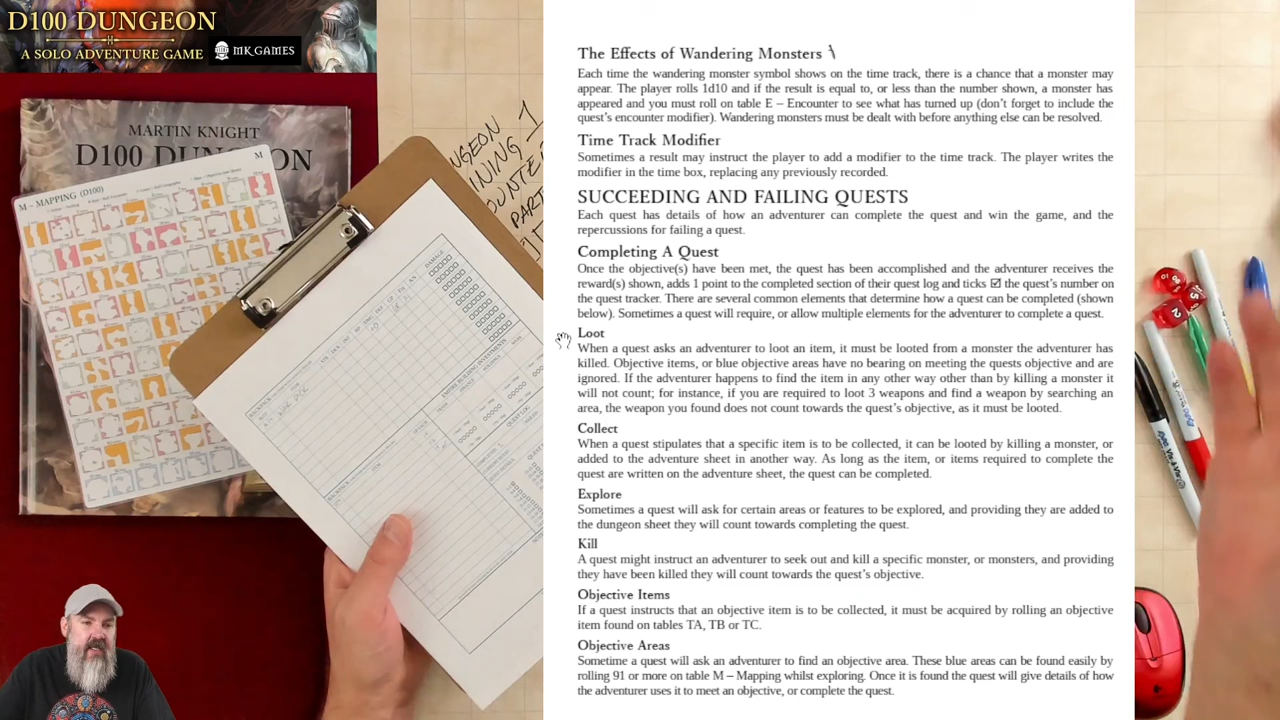 D100 DUNGEON
A SOLO ADVENTURE GAME
MK GAMES
MARTIN KNIGHT
D100 DUNGEON
M
M – MAPPING (D100)
The Effects of Wandering Monsters
Each time the wandering monster symbol shows on the time track, there is a chance that a monster may
appear. The player rolls 1d10 and if the result is equal to, or less than the number shown, a monster has
appeared and you must roll on table E – Encounter to see what has turned up (don't forget to include the
quest's encounter modifier). Wandering monsters must be dealt with before anything else can be resolved.
Time Track Modifier
Sometimes a result may instruct the player to add a modifier to the time track. The player writes the
modifier in the time box, replacing any previously recorded.
SUCCEEDING AND FAILING QUESTS
Each quest has details of how an adventurer can complete the quest and win the game, and the
repercussions for failing a quest.
Completing A Quest
Once the objective(s) have been met, the quest has been accomplished and the adventurer receives the
reward(s) shown, adds 1 point to the completed section of their quest log and ticks ☑ the quest's number on
the quest tracker. There are several common elements that determine how a quest can be completed (shown
below). Sometimes a quest will require, or allow multiple elements for the adventurer to complete a quest.
Loot
When a quest asks an adventurer to loot an item, it must be looted from a monster the adventurer has
killed. Objective items, or blue objective areas have no bearing on meeting the quests objective and are
ignored. If the adventurer happens to find the item in any other way other than by killing a monster it
will not count; for instance, if you are required to loot 3 weapons and find a weapon by searching an
area, the weapon you found does not count towards the quest's objective, as it must be looted.
Collect
When a quest stipulates that a specific item is to be collected, it can be looted by killing a monster, or
added to the adventure sheet in another way. As long as the item, or items required to complete the
quest are written on the adventure sheet, the quest can be completed.
Explore
Sometimes a quest will ask for certain areas or features to be explored, and providing they are added to
the dungeon sheet they will count towards completing the quest.
Kill
A quest might instruct an adventurer to seek out and kill a specific monster, or monsters, and providing
they have been killed they will count towards the quest's objective.
Objective Items
If a quest instructs that an objective item is to be collected, it must be acquired by rolling an objective
item found on tables TA, TB or TC.
Objective Areas
Sometime a quest will ask an adventurer to find an objective area. These blue areas can be found easily by
rolling 91 or more on table M – Mapping whilst exploring. Once it is found the quest will give details of how
the adventurer uses it to meet an objective, or complete the quest.